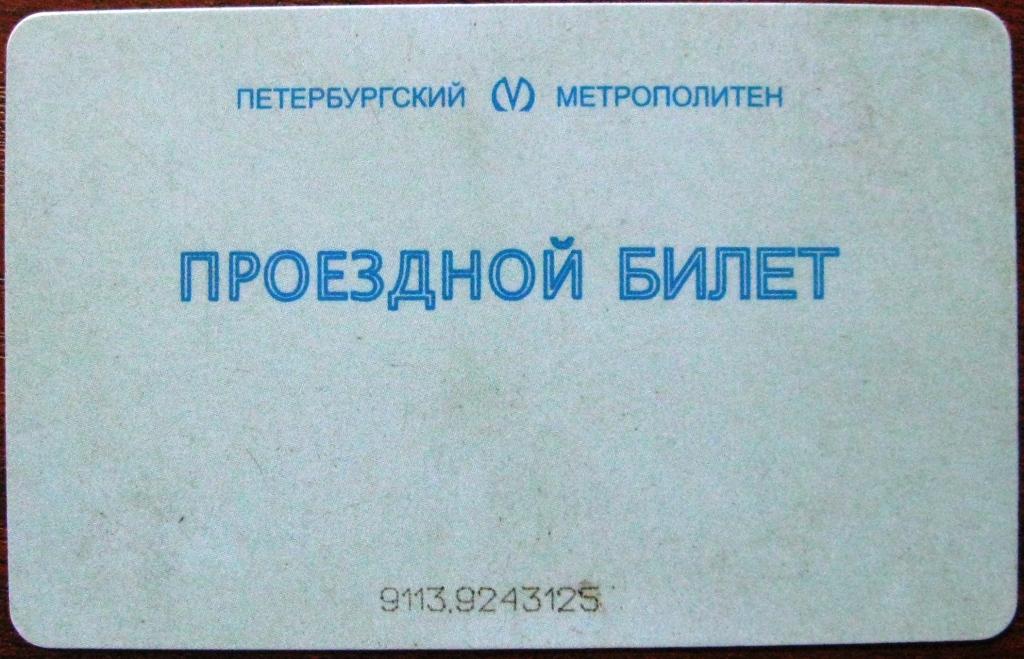 ПЕТЕРБУРГСКИЙ МЕТРОПОЛИТЕН
ПРОЕЗДНОЙ БИЛЕТ
9113.9243125